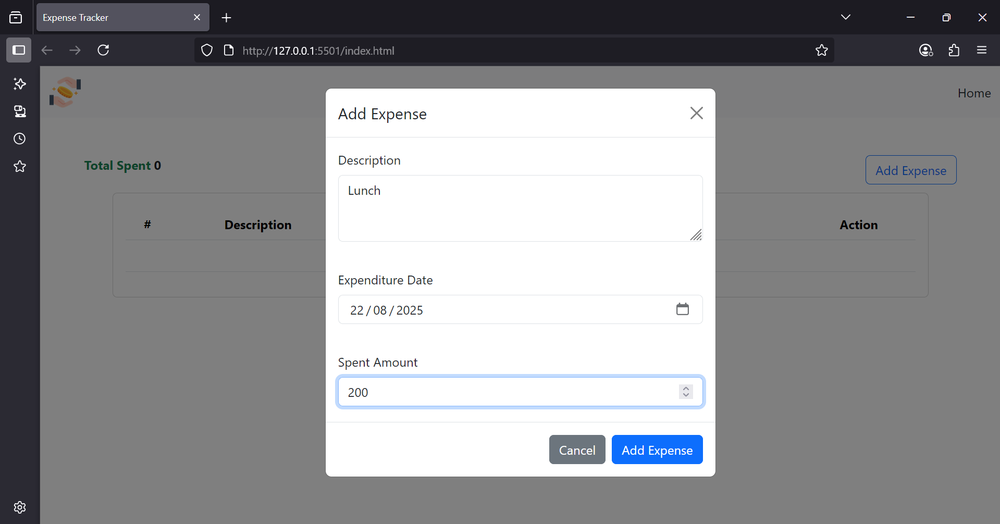 Expense Tracker
http://127.0.0.1:5501/index.html
Home
Total Spent 0
Add Expense
# Description Action
Add Expense
Description
Lunch
Expenditure Date
22/08/2025
Spent Amount
200
Cancel Add Expense